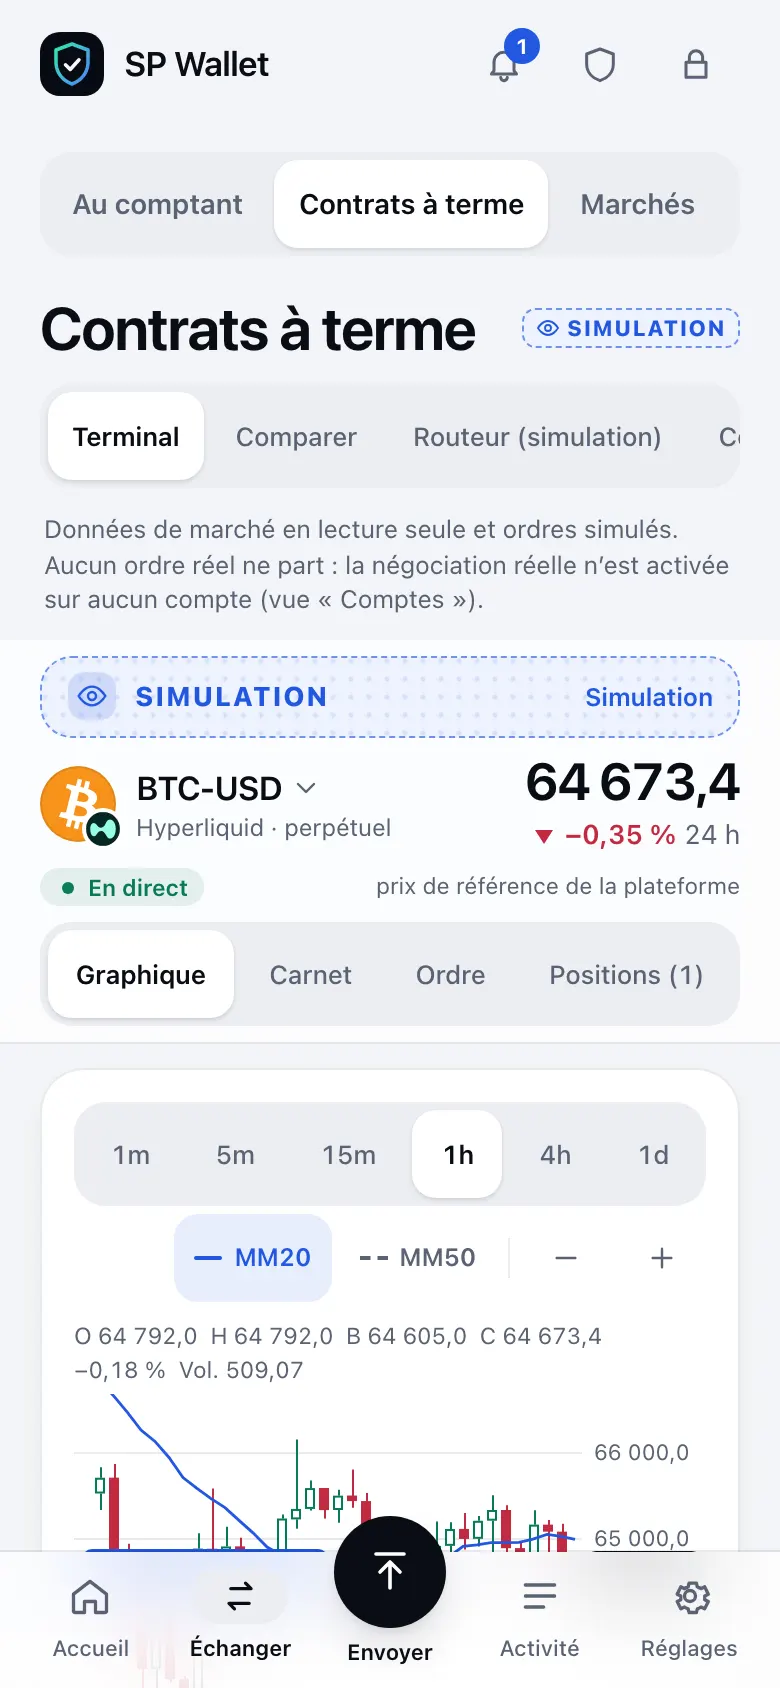 SP Wallet
1
Au comptant
Contrats à terme
Marchés
Contrats à terme
SIMULATION
Terminal
Comparer
Routeur (simulation)
Données de marché en lecture seule et ordres simulés.
Aucun ordre réel ne part : la négociation réelle n’est activée
sur aucun compte (vue « Comptes »).
SIMULATION
Simulation
BTC-USD
64 673,4
Hyperliquid · perpétuel
−0,35 % 24 h
En direct
prix de référence de la plateforme
Graphique
Carnet
Ordre
Positions (1)
1m
5m
15m
1h
4h
1d
MM20
MM50
O 64 792,0 H 64 792,0 B 64 605,0 C 64 673,4
−0,18 % Vol. 509,07
66 000,0
65 000,0
Accueil
Échanger
Envoyer
Activité
Réglages